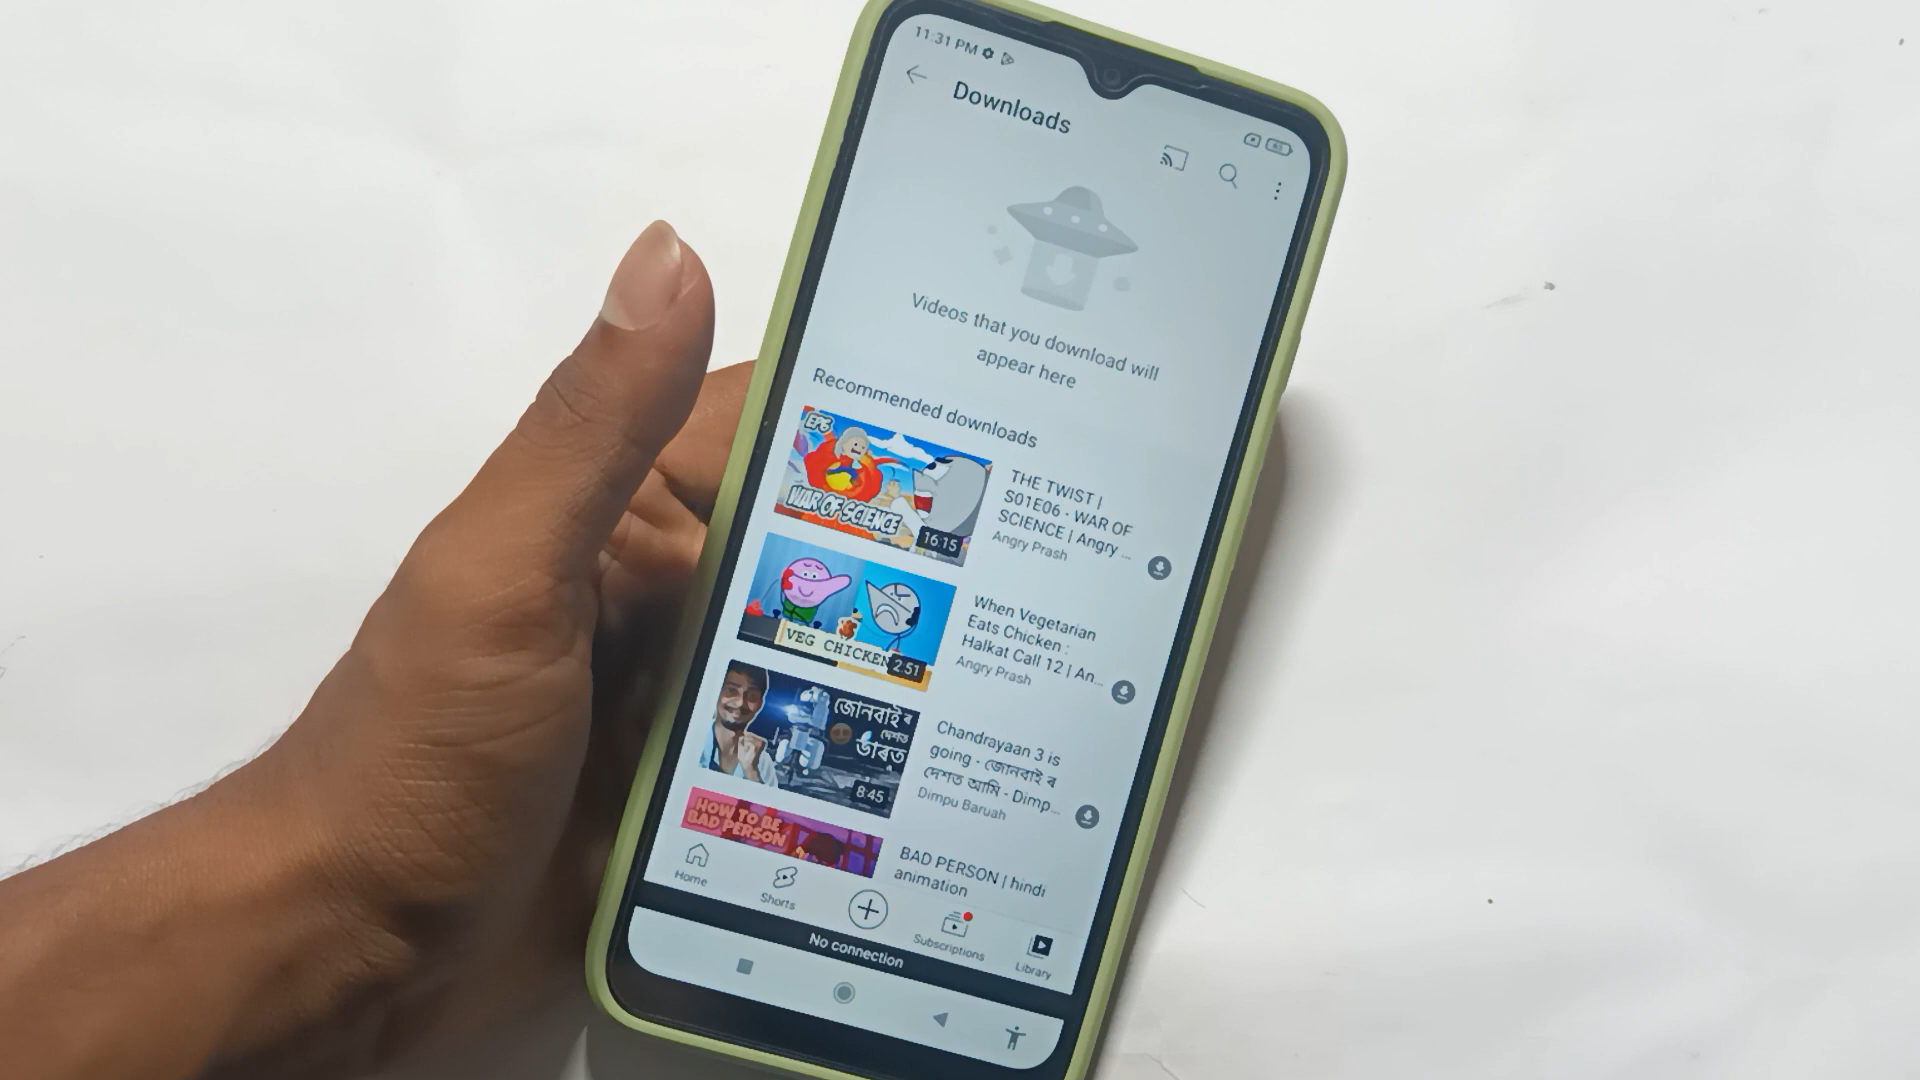 11:31 PM
Downloads
Videos that you download will
appear here
Recommended downloads
EP6
WAR OF SCIENCE
16:15
THE TWIST |
S01E06 - WAR OF
SCIENCE | Angry ...
Angry Prash
VEG CHICKEN
2:51
When Vegetarian
Eats Chicken :
Halkat Call 12 | An...
Angry Prash
জোনবাই ৰ
দেশত
ভাৰত
8:45
Chandrayaan 3 is
going - জোনবাই ৰ
দেশত আমি - Dimp...
Dimpu Baruah
HOW TO BE
BAD PERSON
BAD PERSON | hindi
animation
Home
Shorts
Subscriptions
Library
No connection